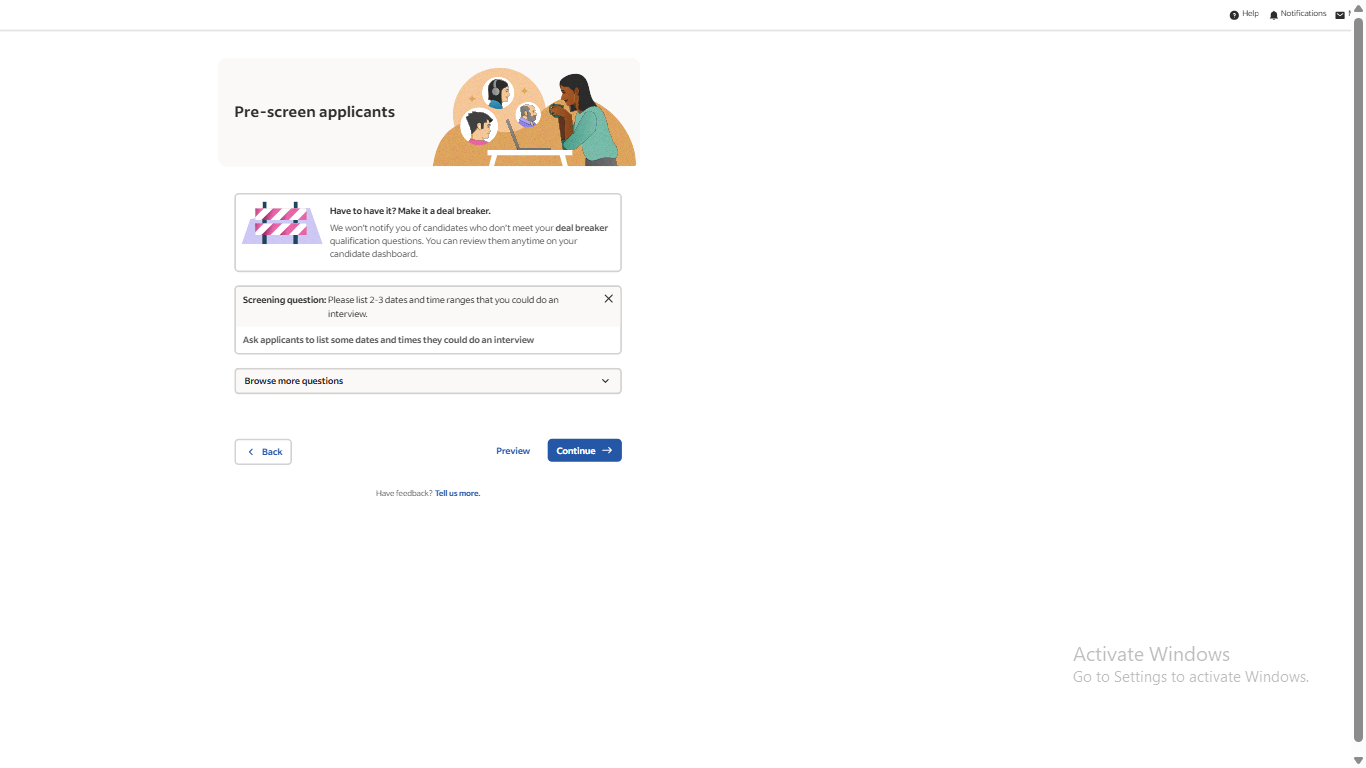 Help
Notifications
Pre-screen applicants
Have to have it? Make it a deal breaker.
We won't notify you of candidates who don't meet your deal breaker
qualification questions. You can review them anytime on your
candidate dashboard.
Screening question: Please list 2-3 dates and time ranges that you could do an
interview.
Ask applicants to list some dates and times they could do an interview
Browse more questions
Back
Preview
Continue
Have feedback? Tell us more.
Activate Windows
Go to Settings to activate Windows.